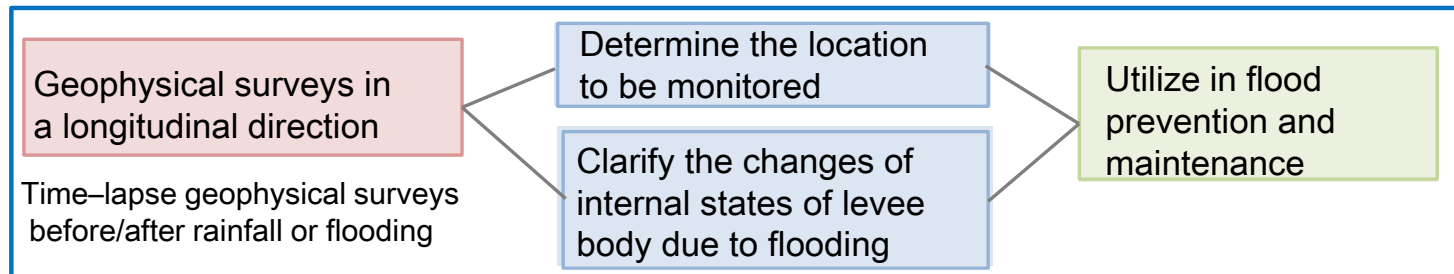 Geophysical surveys in
a longitudinal direction
Time–lapse geophysical surveys
before/after rainfall or flooding
Determine the location
to be monitored
Clarify the changes of
internal states of levee
body due to flooding
Utilize in flood
prevention and
maintenance